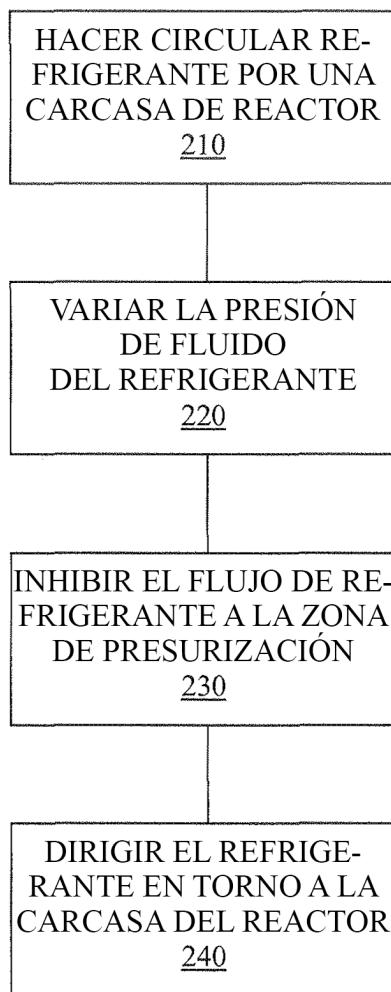 HACER CIRCULAR RE-
FRIGERANTE POR UNA
CARCASA DE REACTOR
210
VARIAR LA PRESIÓN
DE FLUIDO
DEL REFRIGERANTE
220
INHIBIR EL FLUJO DE RE-
FRIGERANTE A LA ZONA
DE PRESURIZACIÓN
230
DIRIGIR EL REFRIGE-
RANTE EN TORNO A LA
CARCASA DEL REACTOR
240